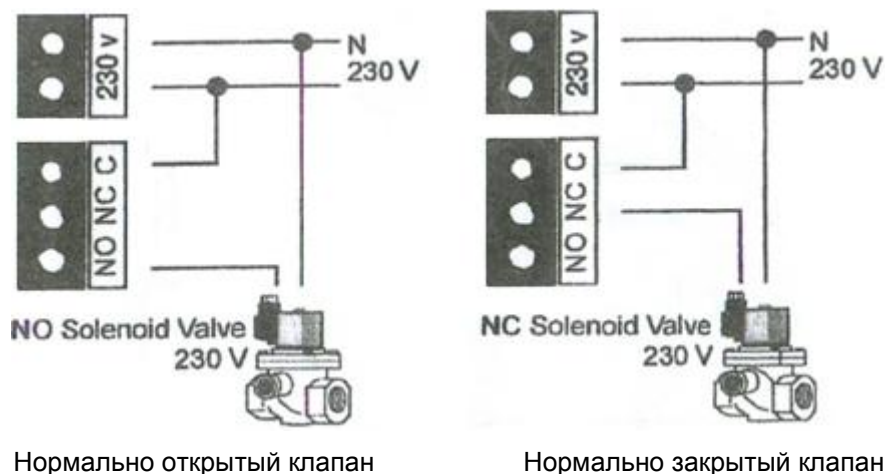 230 v
N
230 V
NO NC C
NO Solenoid Valve
230 V
Нормально открытый клапан
230 v
N
230 V
NO NC C
NC Solenoid Valve
230 V
Нормально закрытый клапан